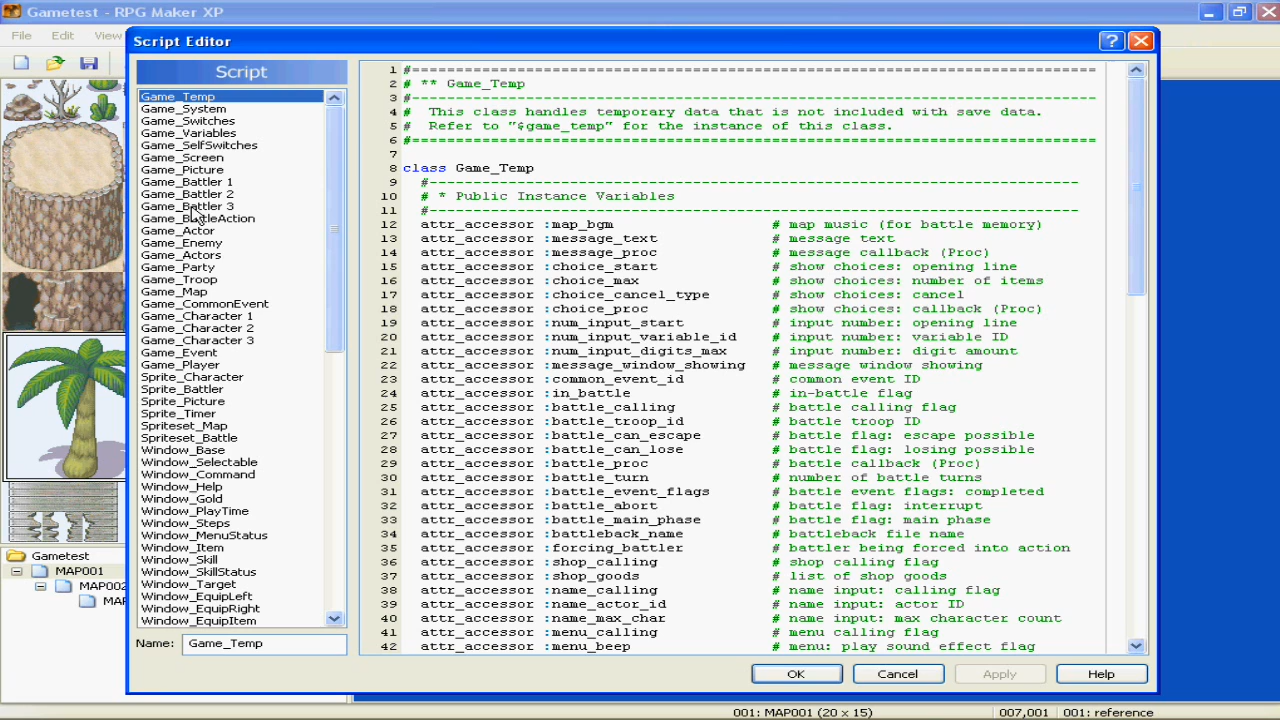 Gametest - RPG Maker XP
File Edit View
Script Editor
Script
Game_Temp
Game_System
Game_Switches
Game_Variables
Game_SelfSwitches
Game_Screen
Game_Picture
Game_Battler 1
Game_Battler 2
Game_Battler 3
Game_BattleAction
Game_Actor
Game_Enemy
Game_Actors
Game_Party
Game_Troop
Game_Map
Game_CommonEvent
Game_Character 1
Game_Character 2
Game_Character 3
Game_Event
Game_Player
Sprite_Character
Sprite_Battler
Sprite_Picture
Sprite_Timer
Spriteset_Map
Spriteset_Battle
Window_Base
Window_Selectable
Window_Command
Window_Help
Window_Gold
Window_PlayTime
Window_Steps
Window_MenuStatus
Window_Item
Window_Skill
Window_SkillStatus
Window_Target
Window_EquipLeft
Window_EquipRight
Window_EquipItem
Name: Game_Temp
1 #==============================================================================
2 # ** Game_Temp
3 #------------------------------------------------------------------------------
4 #  This class handles temporary data that is not included with save data.
5 #  Refer to "$game_temp" for the instance of this class.
6 #==============================================================================
7
8 class Game_Temp
9   #--------------------------------------------------------------------------
10   # * Public Instance Variables
11   #--------------------------------------------------------------------------
12   attr_accessor :map_bgm                  # map music (for battle memory)
13   attr_accessor :message_text             # message text
14   attr_accessor :message_proc             # message callback (Proc)
15   attr_accessor :choice_start             # show choices: opening line
16   attr_accessor :choice_max               # show choices: number of items
17   attr_accessor :choice_cancel_type       # show choices: cancel
18   attr_accessor :choice_proc              # show choices: callback (Proc)
19   attr_accessor :num_input_start          # input number: opening line
20   attr_accessor :num_input_variable_id    # input number: variable ID
21   attr_accessor :num_input_digits_max     # input number: digit amount
22   attr_accessor :message_window_showing   # message window showing
23   attr_accessor :common_event_id          # common event ID
24   attr_accessor :in_battle                # in-battle flag
25   attr_accessor :battle_calling           # battle calling flag
26   attr_accessor :battle_troop_id          # battle troop ID
27   attr_accessor :battle_can_escape        # battle flag: escape possible
28   attr_accessor :battle_can_lose          # battle flag: losing possible
29   attr_accessor :battle_proc              # battle callback (Proc)
30   attr_accessor :battle_turn              # number of battle turns
31   attr_accessor :battle_event_flags       # battle event flags: completed
32   attr_accessor :battle_abort             # battle flag: interrupt
33   attr_accessor :battle_main_phase        # battle flag: main phase
34   attr_accessor :battleback_name          # battleback file name
35   attr_accessor :forcing_battler          # battler being forced into action
36   attr_accessor :shop_calling             # shop calling flag
37   attr_accessor :shop_goods               # list of shop goods
38   attr_accessor :name_calling             # name input: calling flag
39   attr_accessor :name_actor_id            # name input: actor ID
40   attr_accessor :name_max_char            # name input: max character count
41   attr_accessor :menu_calling             # menu calling flag
42   attr_accessor :menu_beep                # menu: play sound effect flag
OK Cancel Apply Help
Gametest
MAP001
MAP002
001: MAP001 (20 x 15) 007,001 001: reference